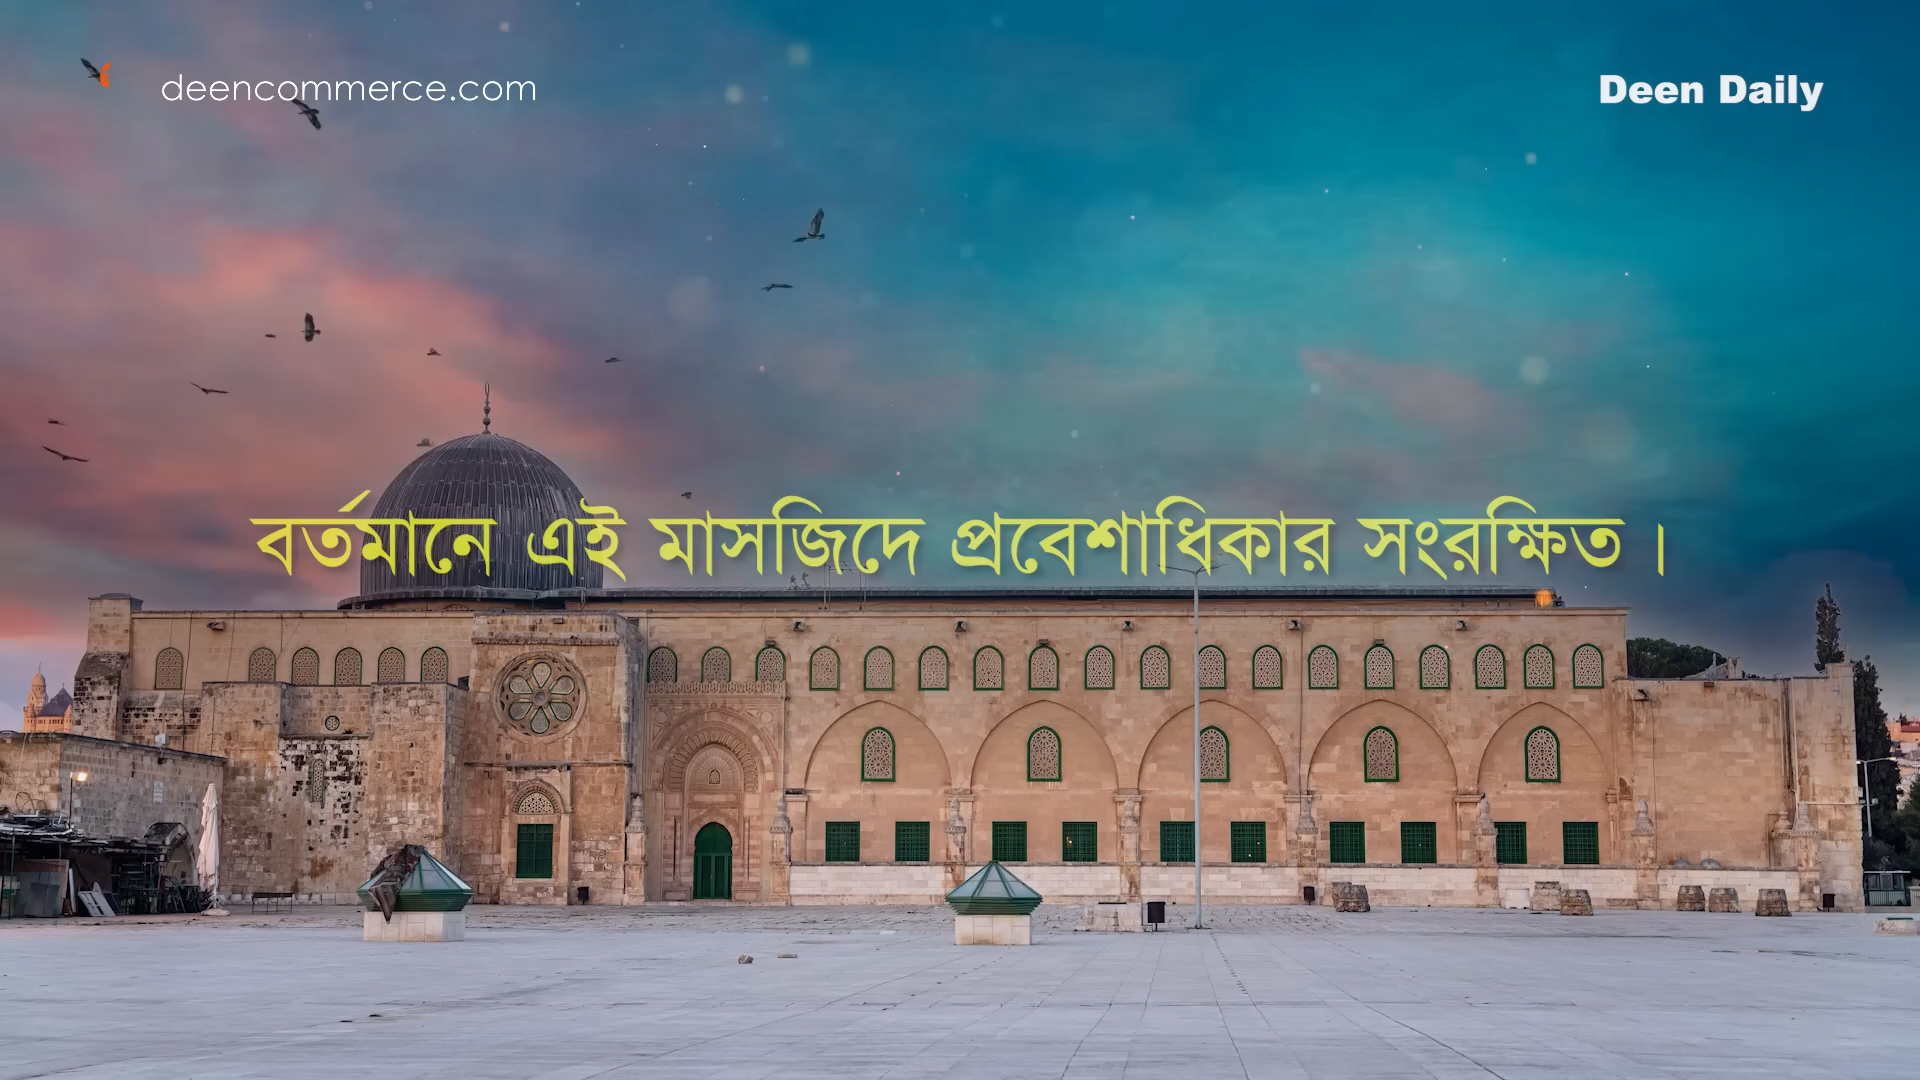 deencommerce.com
Deen Daily
বর্তমানে এই মাসজিদে প্রবেশাধিকার সংরক্ষিত।